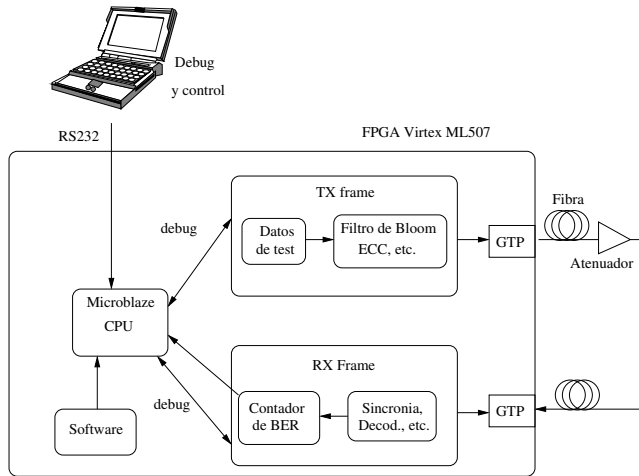 Debug
y control
RS232
FPGA Virtex ML507
TX frame
Datos
de test
Filtro de Bloom
ECC, etc.
GTP
Fibra
Atenuador
debug
Microblaze
CPU
RX Frame
debug
Contador
de BER
Sincronia,
Decod., etc.
GTP
Software